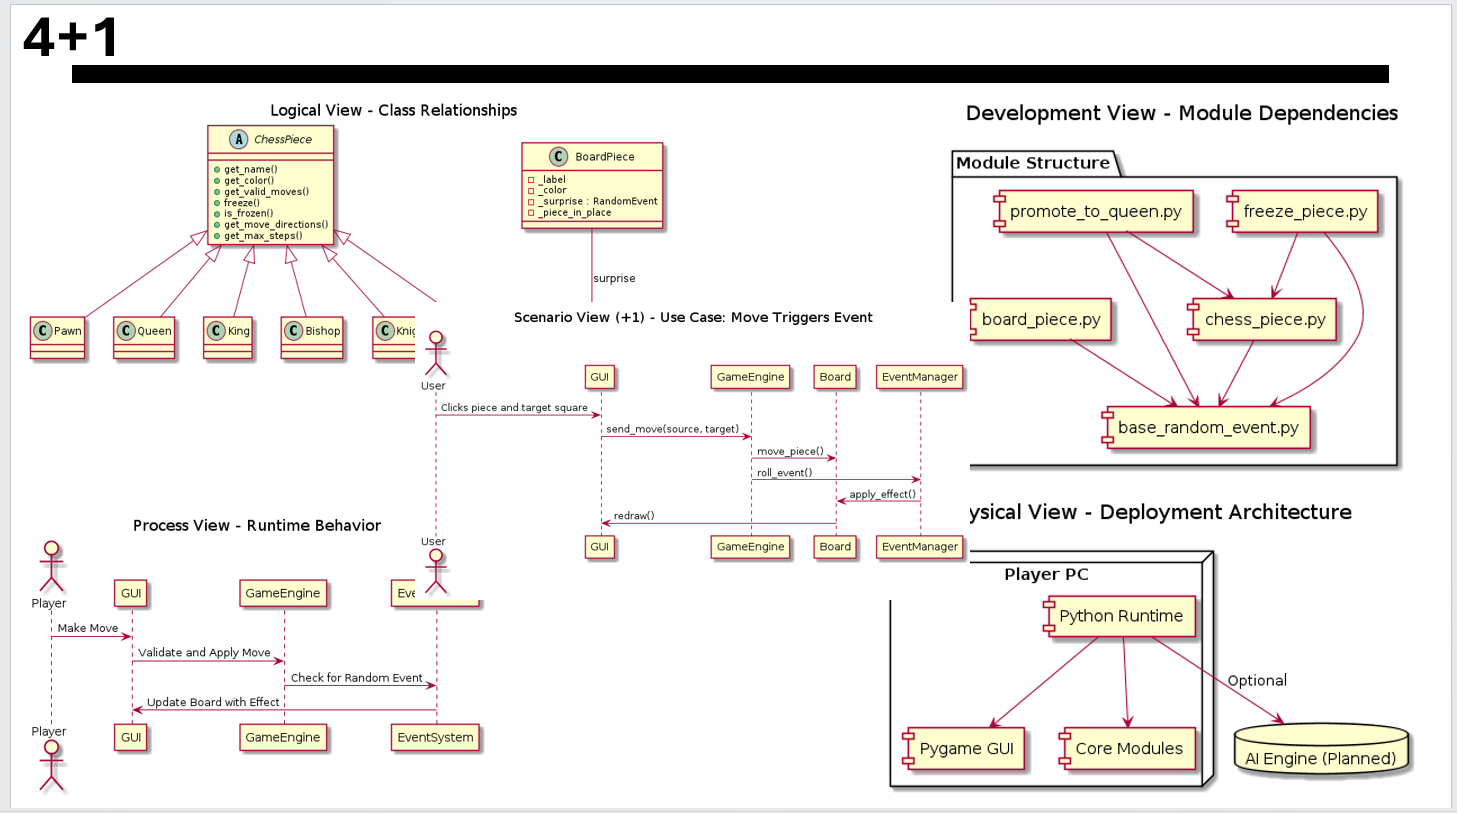 4+1
Logical View - Class Relationships
A ChessPiece
get_name()
get_color()
get_valid_moves()
freeze()
is_frozen()
get_move_directions()
get_max_steps()
C BoardPiece
_label
_color
_surprise : RandomEvent
_piece_in_place
surprise
C Pawn
C Queen
C King
C Bishop
C Knig
Scenario View (+1) - Use Case: Move Triggers Event
User
GUI
GameEngine
Board
EventManager
Clicks piece and target square
send_move(source, target)
move_piece()
roll_event()
apply_effect()
redraw()
User
GUI
GameEngine
Board
EventManager
Process View - Runtime Behavior
Player
GUI
GameEngine
Eve
Make Move
Validate and Apply Move
Check for Random Event
Update Board with Effect
Player
GUI
GameEngine
EventSystem
Development View - Module Dependencies
Module Structure
promote_to_queen.py
freeze_piece.py
board_piece.py
chess_piece.py
base_random_event.py
ysical View - Deployment Architecture
Player PC
Python Runtime
Optional
Pygame GUI
Core Modules
AI Engine (Planned)